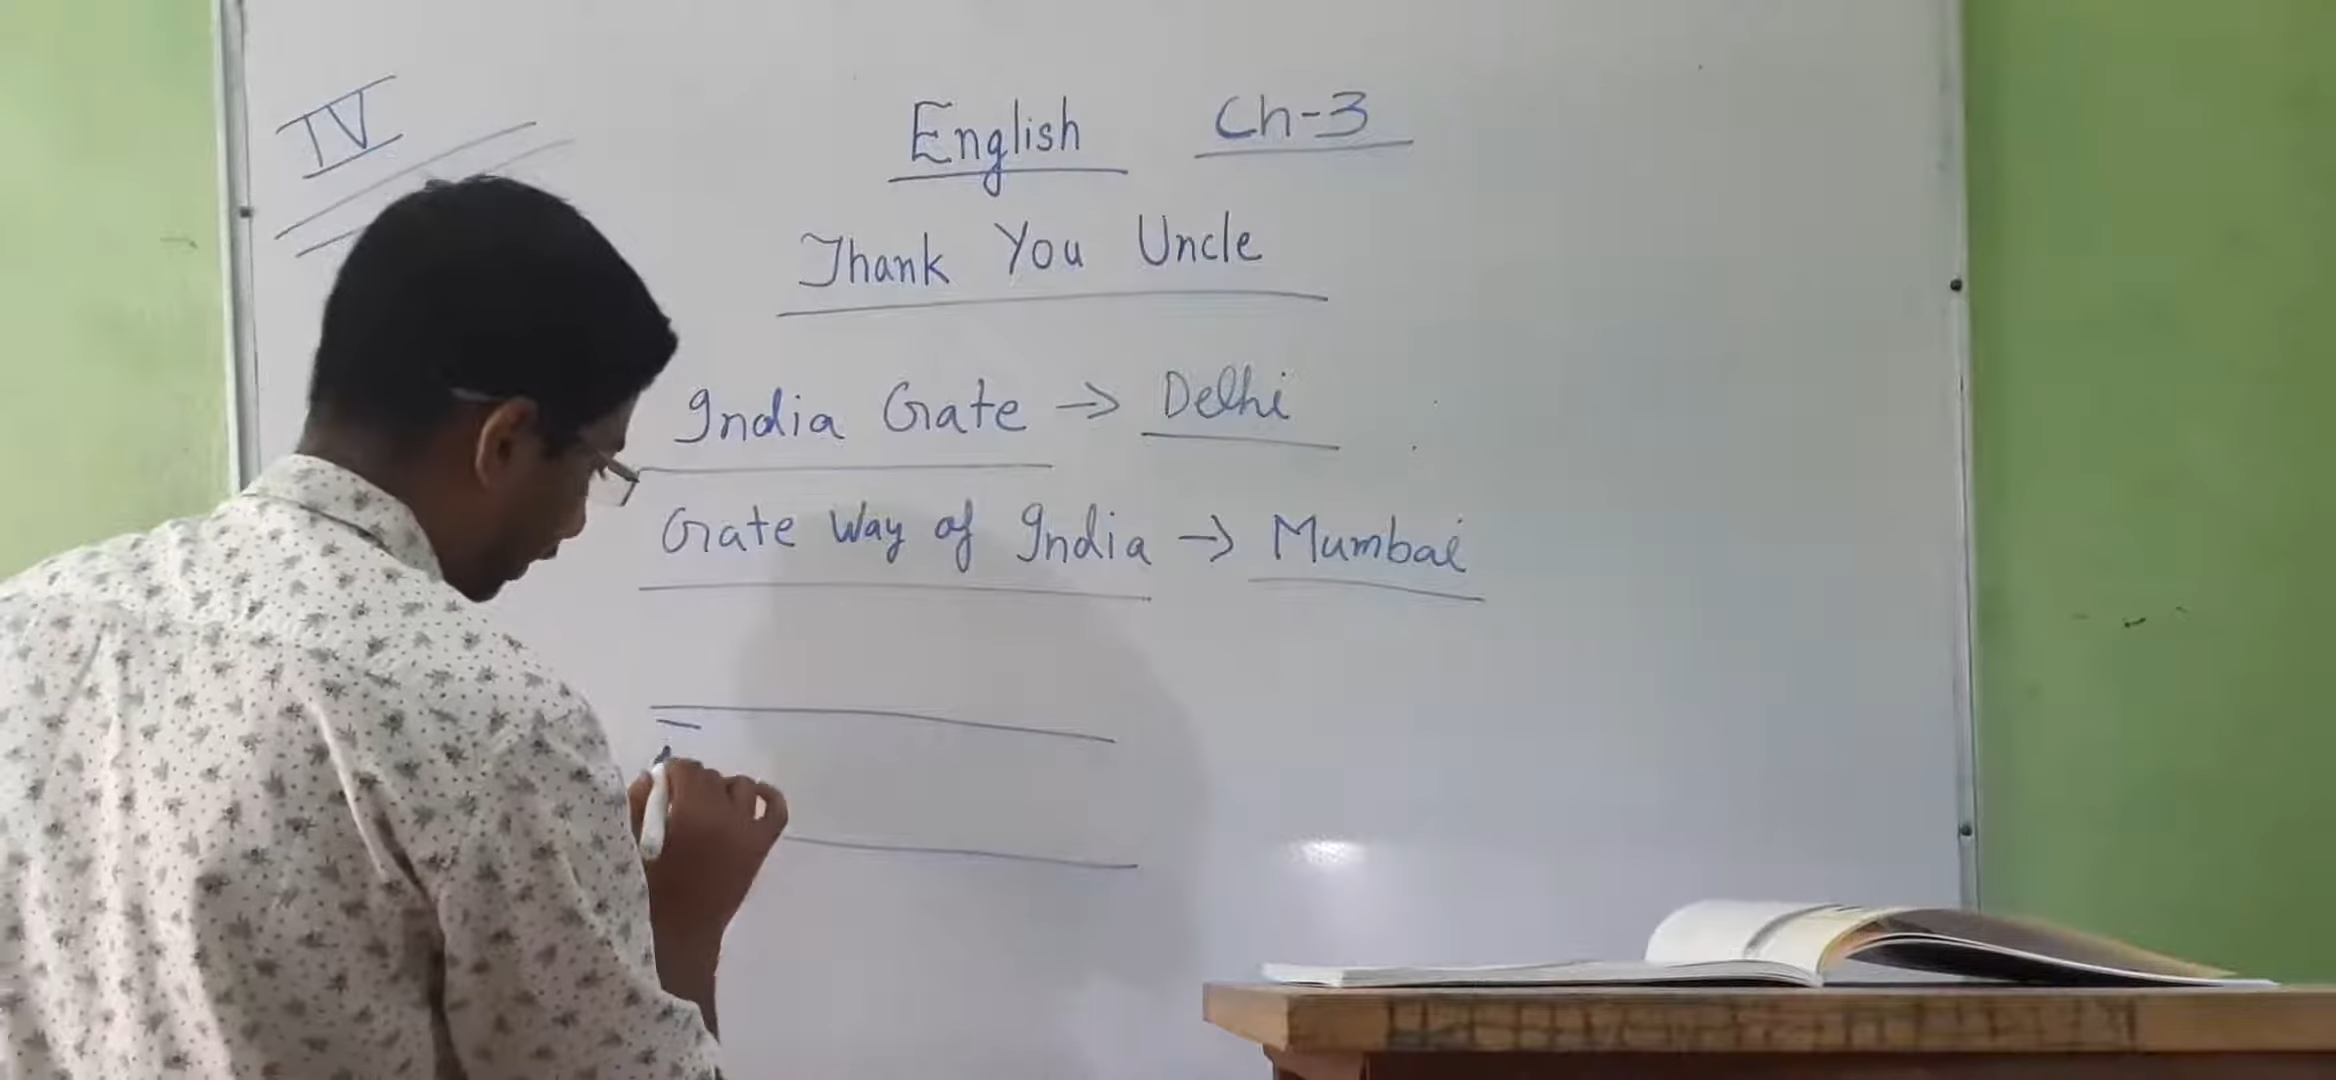 IV
English Ch-3
Thank You Uncle
India Gate → Delhi
Gate Way of India → Mumbai